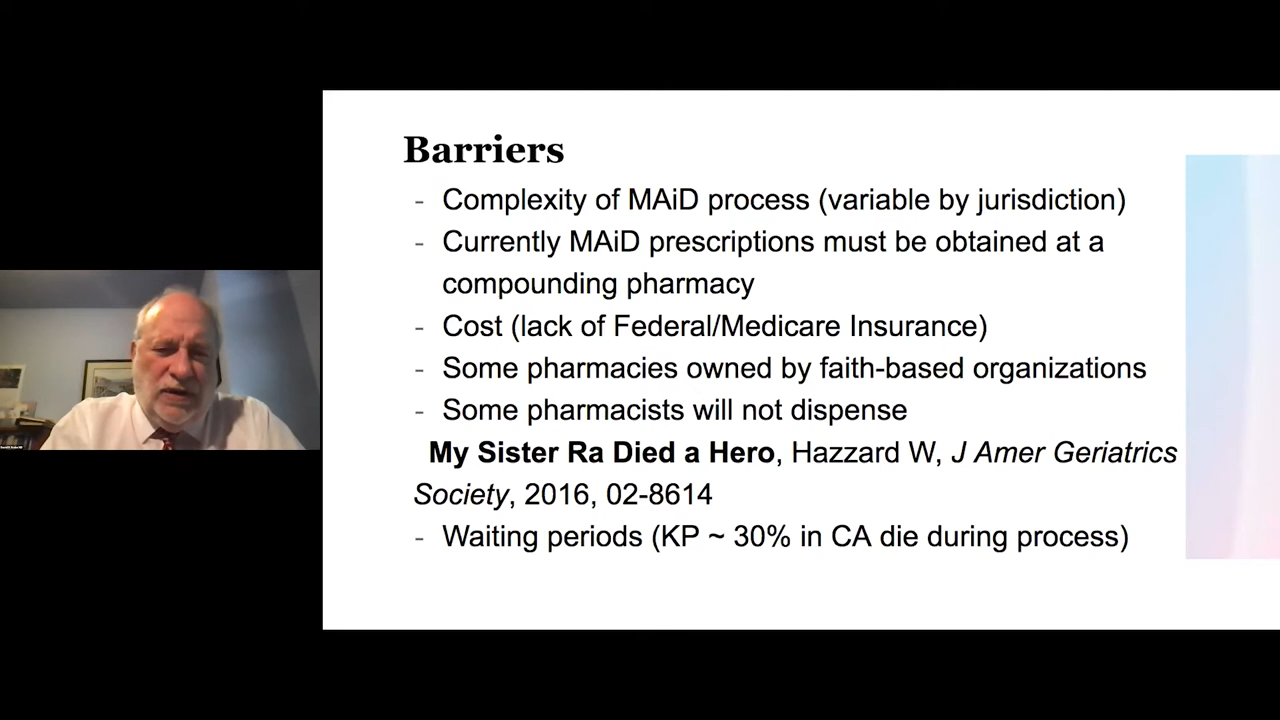 Barriers
- Complexity of MAiD process (variable by jurisdiction)
- Currently MAiD prescriptions must be obtained at a
compounding pharmacy
- Cost (lack of Federal/Medicare Insurance)
- Some pharmacies owned by faith-based organizations
- Some pharmacists will not dispense
My Sister Ra Died a Hero, Hazzard W, J Amer Geriatrics
Society, 2016, 02-8614
- Waiting periods (KP ~ 30% in CA die during process)